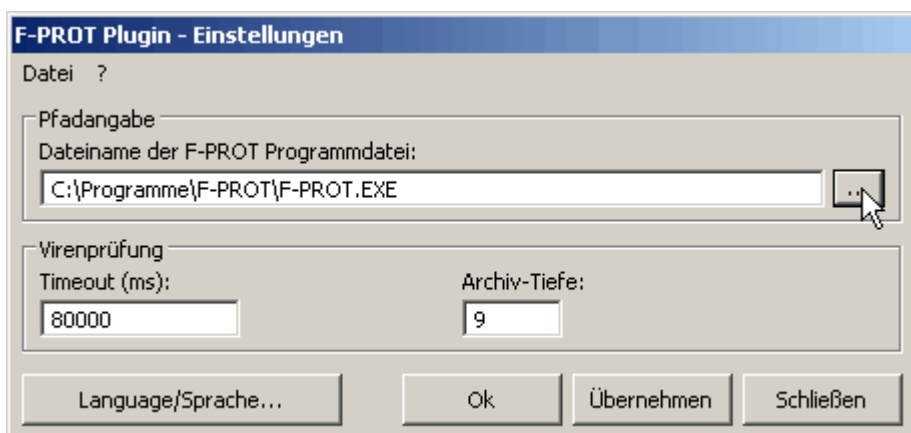 F-PROT Plugin - Einstellungen
Datei ?
Pfadangabe
Dateiname der F-PROT Programmdatei:
C:\Programme\F-PROT\F-PROT.EXE
...
Virenprüfung
Timeout (ms): Archiv-Tiefe:
80000 9
Language/Sprache... Ok Übernehmen Schließen